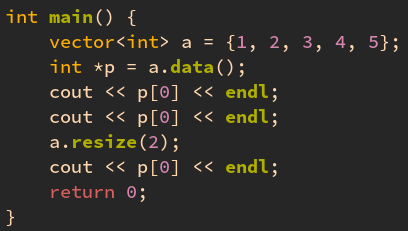 int main() {
    vector<int> a = {1, 2, 3, 4, 5};
    int *p = a.data();
    cout << p[0] << endl;
    cout << p[0] << endl;
    a.resize(2);
    cout << p[0] << endl;
    return 0;
}